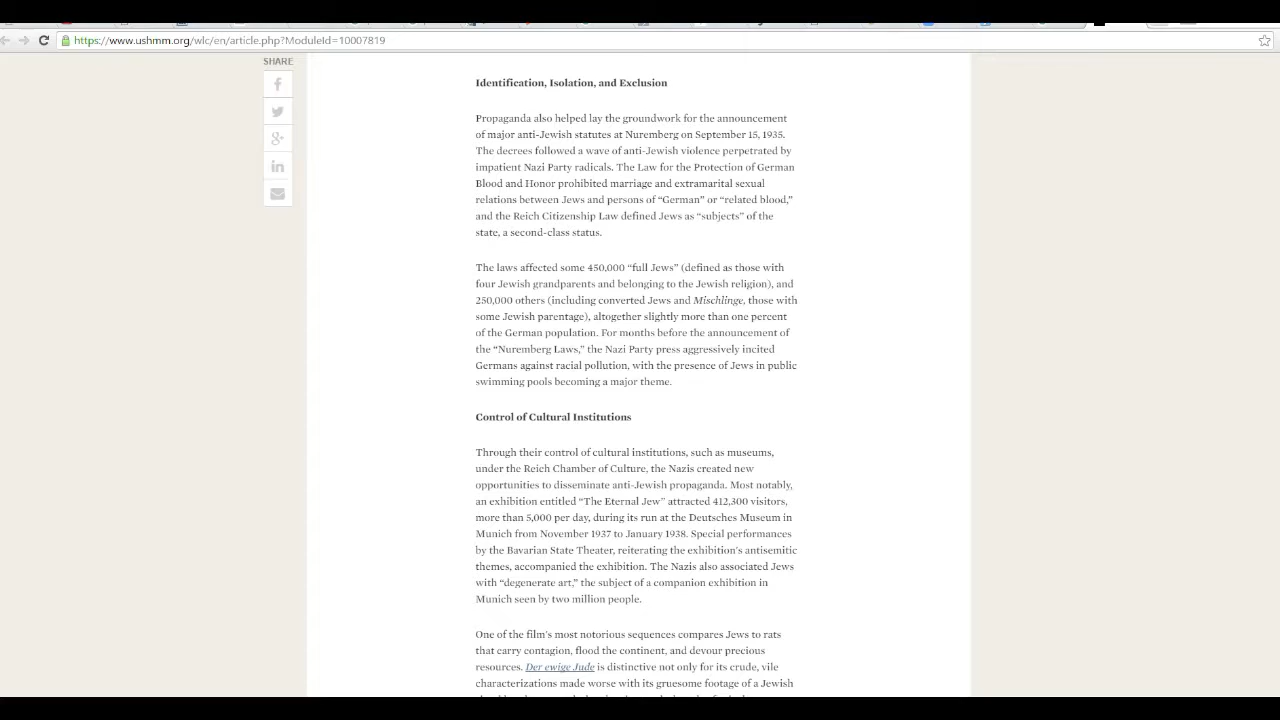 https://www.ushmm.org/wlc/en/article.php?ModuleId=10007819
SHARE
Identification, Isolation, and Exclusion
Propaganda also helped lay the groundwork for the announcement
of major anti-Jewish statutes at Nuremberg on September 15, 1935.
The decrees followed a wave of anti-Jewish violence perpetrated by
impatient Nazi Party radicals. The Law for the Protection of German
Blood and Honor prohibited marriage and extramarital sexual
relations between Jews and persons of “German” or “related blood,”
and the Reich Citizenship Law defined Jews as “subjects” of the
state, a second-class status.
The laws affected some 450,000 “full Jews” (defined as those with
four Jewish grandparents and belonging to the Jewish religion), and
250,000 others (including converted Jews and Mischlinge, those with
some Jewish parentage), altogether slightly more than one percent
of the German population. For months before the announcement of
the “Nuremberg Laws,” the Nazi Party press aggressively incited
Germans against racial pollution, with the presence of Jews in public
swimming pools becoming a major theme.
Control of Cultural Institutions
Through their control of cultural institutions, such as museums,
under the Reich Chamber of Culture, the Nazis created new
opportunities to disseminate anti-Jewish propaganda. Most notably,
an exhibition entitled “The Eternal Jew” attracted 412,300 visitors,
more than 5,000 per day, during its run at the Deutsches Museum in
Munich from November 1937 to January 1938. Special performances
by the Bavarian State Theater, reiterating the exhibition's antisemitic
themes, accompanied the exhibition. The Nazis also associated Jews
with “degenerate art,” the subject of a companion exhibition in
Munich seen by two million people.
One of the film's most notorious sequences compares Jews to rats
that carry contagion, flood the continent, and devour precious
resources. Der ewige Jude is distinctive not only for its crude, vile
characterizations made worse with its gruesome footage of a Jewish